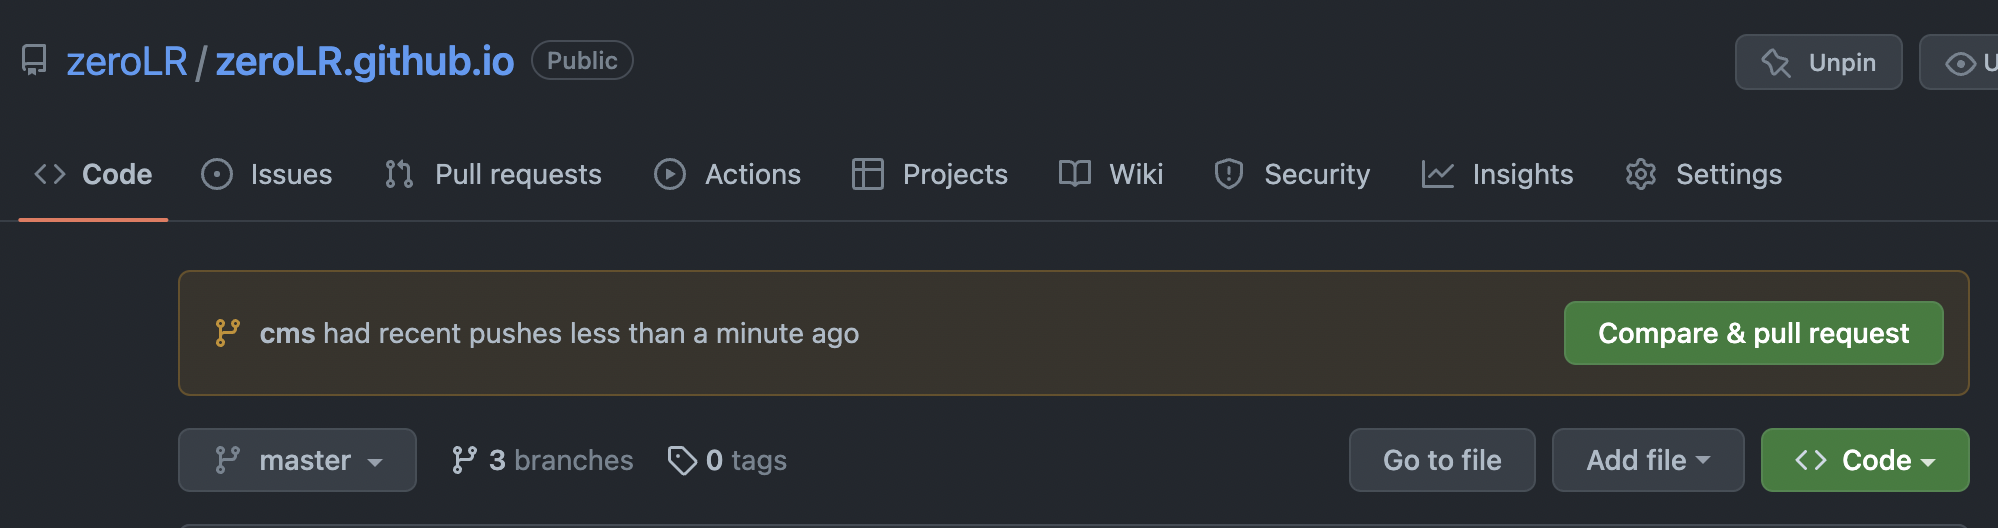 zeroLR / zeroLR.github.io Public Unpin
Code Issues Pull requests Actions Projects Wiki Security Insights Settings
cms had recent pushes less than a minute ago Compare & pull request
master 3 branches 0 tags Go to file Add file Code